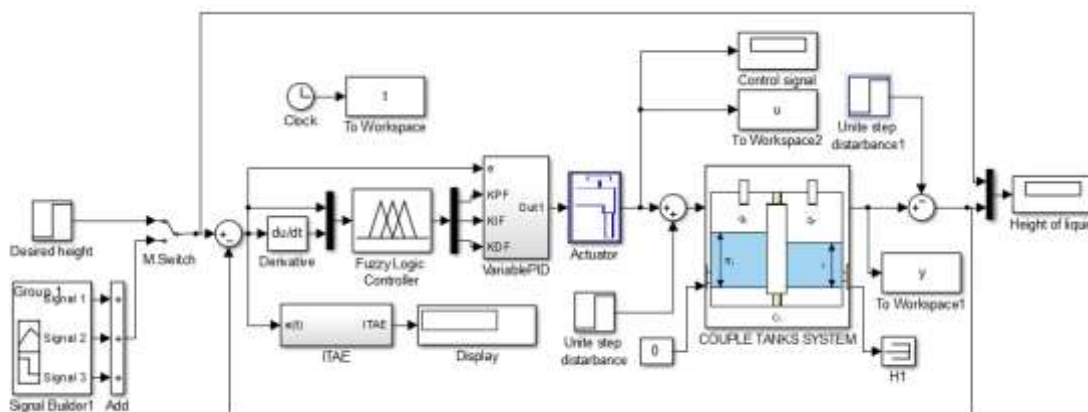 Control signal
Clock
t
To Workspace
u
To Workspace2
Unite step
distarbance1
Desired height
M.Switch
du/dt
Derivative
Fuzzy Logic
Controller
e
KPF
KIF
KDF
Out1
VariablePID
Actuator
COUPLE TANKS SYSTEM
Height of lique
y
To Workspace1
H1
Unite step
distarbance
0
Group 1
Signal 1
Signal 2
Signal 3
Signal Builder1
Add
e(t)
ITAE
ITAE
Display